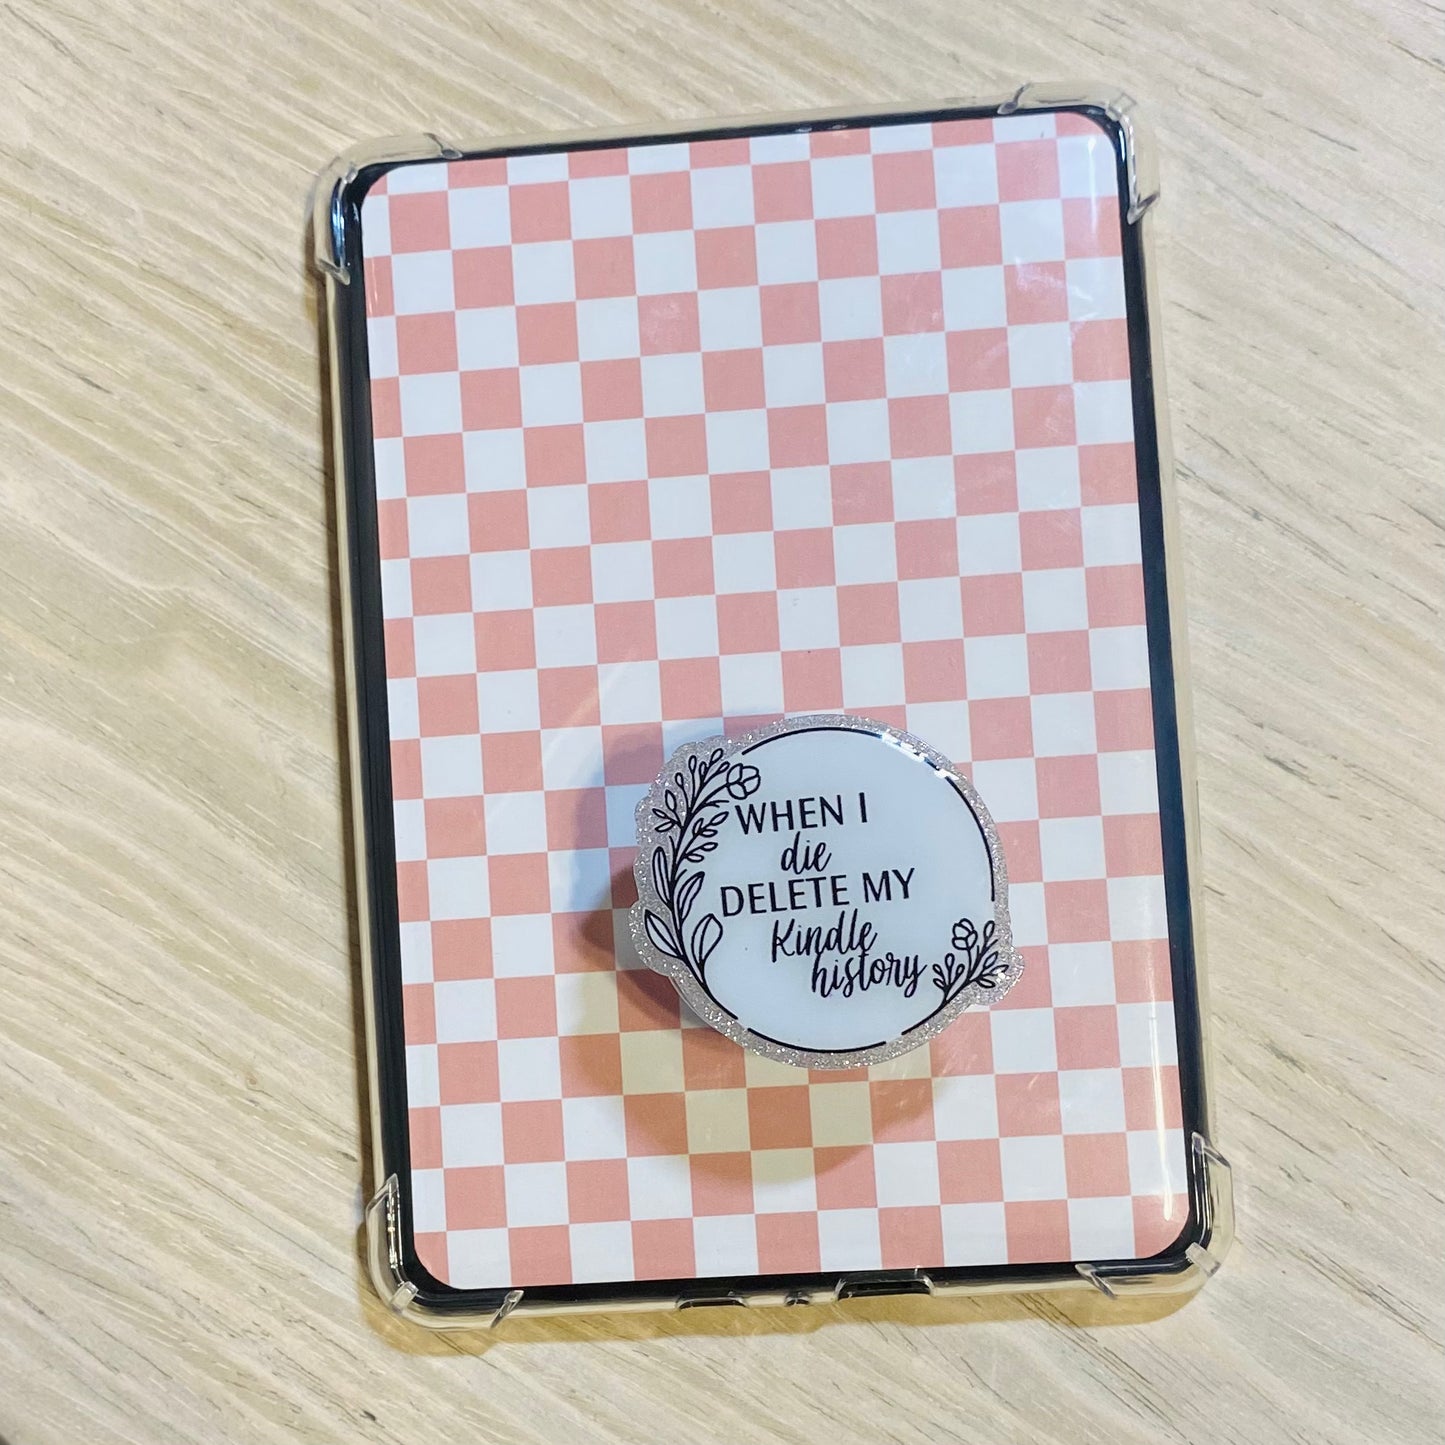 WHEN I
die
DELETE MY
Kindle
history